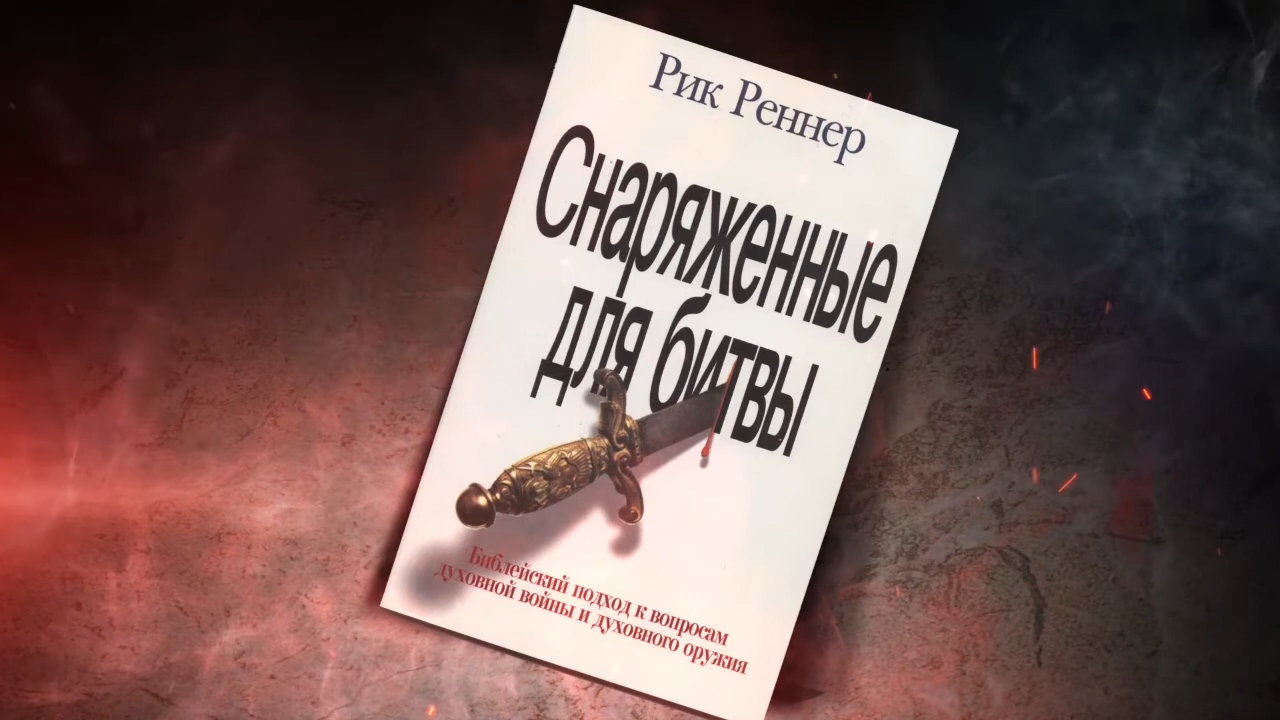 Рик Реннер
Снаряженные
для битвы
Библейский подход к вопросам
духовной войны и духовного оружия